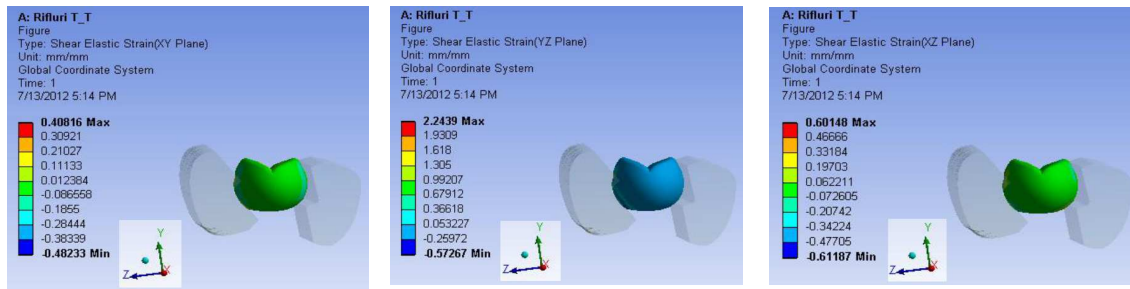 A: Rifluri T_T
Figure
Type: Shear Elastic Strain(XY Plane)
Unit: mm/mm
Global Coordinate System
Time: 1
7/13/2012 5:14 PM
0.40816 Max
0.30921
0.21027
0.11133
0.012384
-0.086558
-0.1855
-0.28444
-0.38339
-0.48233 Min
Y
Z
X
A: Rifluri T_T
Figure
Type: Shear Elastic Strain(YZ Plane)
Unit: mm/mm
Global Coordinate System
Time: 1
7/13/2012 5:14 PM
2.2439 Max
1.9309
1.618
1.305
0.99207
0.67912
0.36618
0.053227
-0.25972
-0.57267 Min
Y
Z
X
A: Rifluri T_T
Figure
Type: Shear Elastic Strain(XZ Plane)
Unit: mm/mm
Global Coordinate System
Time: 1
7/13/2012 5:14 PM
0.60148 Max
0.46666
0.33184
0.19703
0.062211
-0.072605
-0.20742
-0.34224
-0.47705
-0.61187 Min
Y
Z
X